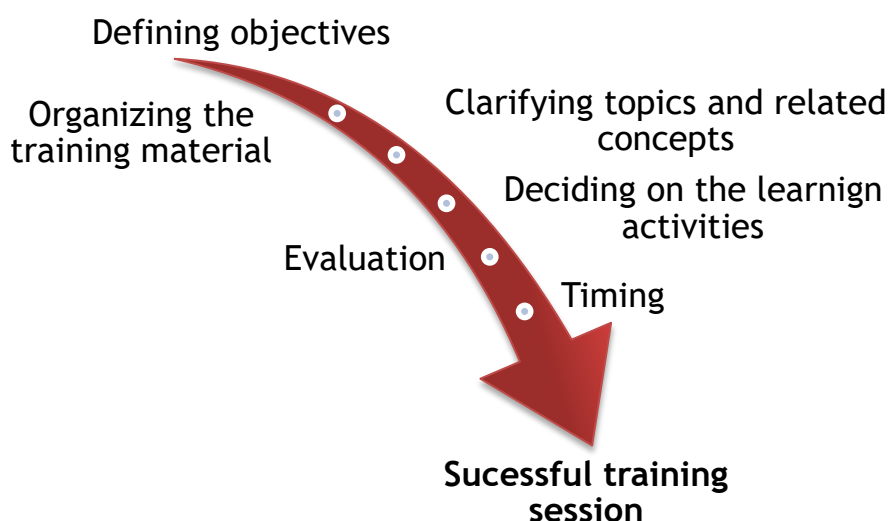 Defining objectives
Organizing the
training material
Clarifying topics and related
concepts
Deciding on the learnign
activities
Evaluation
Timing
Sucessful training
session